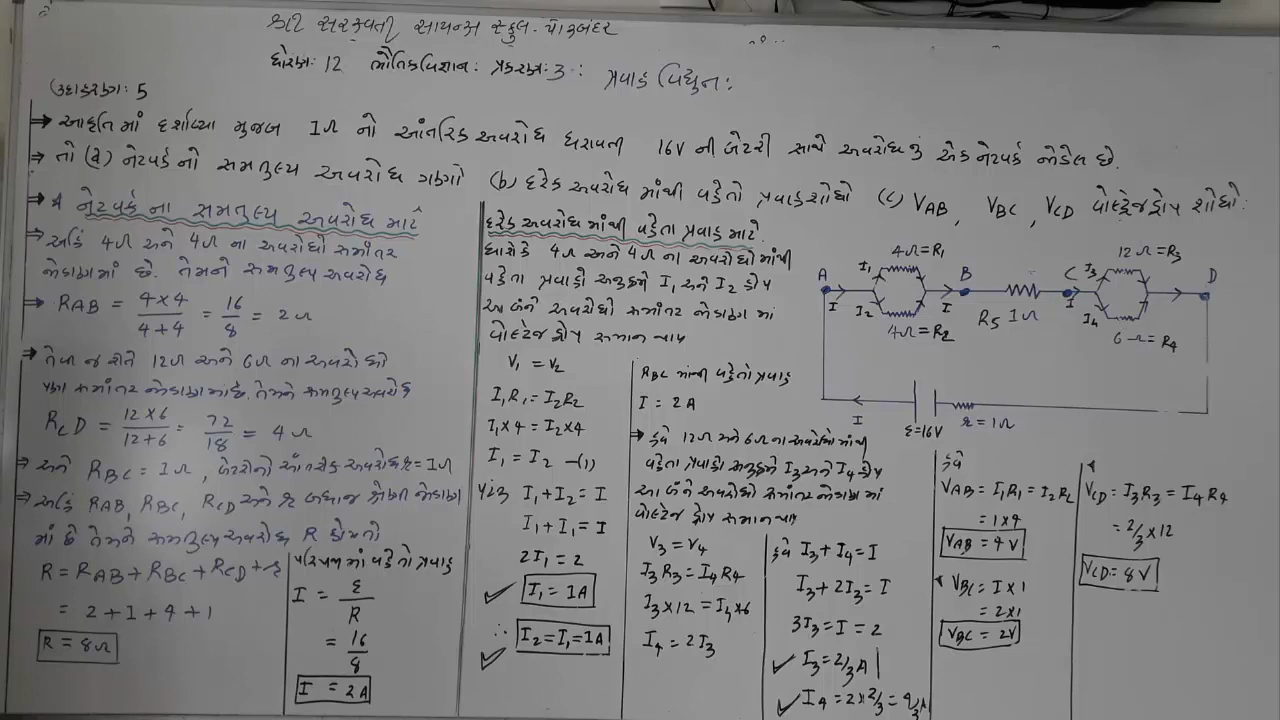 શ્રી સરસ્વતી સાયન્સ સ્કુલ - પોરબંદર
ધોરણ: 12 ભૌતિકવિજ્ઞાન: પ્રકરણ: 3 : પ્રવાહ વિદ્યુત:
ઉદાહરણ: 5
⇒ આકૃતિમાં દર્શાવ્યા મુજબ 1Ω નો આંતરિક અવરોધ ધરાવતી 16V ની બેટરી સાથે અવરોધનું એક નેટવર્ક જોડેલ છે.
⇒ તો (a) નેટવર્કનો સમતુલ્ય અવરોધ ગણો (b) દરેક અવરોધમાંથી વહેતો પ્રવાહ શોધો (c) VAB, VBC, VCD વોલ્ટેજ ડ્રોપ શોધો.
⇒ A નેટવર્કના સમતુલ્ય અવરોધ માટે
⇒ અહિં 4Ω અને 4Ω ના અવરોધો સમાંતર
જોડાણમાં છે. તેમનો સમતુલ્ય અવરોધ
⇒ RAB = 4×4/4+4 = 16/8 = 2Ω
⇒ તેવી જ રીતે 12Ω અને 6Ω ના અવરોધો
પણ સમાંતર જોડાણમાં છે. તેમનો સમતુલ્ય અવરોધ
RCD = 12×6/12+6 = 72/18 = 4Ω
⇒ અને RBC = 1Ω, બેટરીનો આંતરિક અવરોધ r = 1Ω
⇒ અહિં RAB, RBC, RCD અને r બધા જ શ્રેણી જોડાણ
માં છે તેમનો સમતુલ્ય અવરોધ R હોય તો
R = RAB + RBC + RCD + r
= 2 + 1 + 4 + 1
R = 8Ω
પરિપથમાં વહેતો પ્રવાહ
I = ε/R
= 16/8
I = 2A
દરેક અવરોધમાંથી વહેતા પ્રવાહ માટે.
ધારો કે 4Ω અને 4Ω ના અવરોધોમાંથી
વહેતા પ્રવાહો અનુક્રમે I1 અને I2 હોય
આ બંને અવરોધો સમાંતર જોડાણમાં
વોલ્ટેજ ડ્રોપ સમાન થાય
V1 = V2
I1R1 = I2R2
I1×4 = I2×4
I1 = I2 —(1)
પરંતુ I1 + I2 = I
I1 + I1 = I
2I1 = 2
✓ I1 = 1A
∴ I2 = I1 = 1A
✓
RBC માંથી વહેતો પ્રવાહ
I = 2A
⇒ હવે 12Ω અને 6Ω ના અવરોધોમાંથી
વહેતા પ્રવાહો અનુક્રમે I3 અને I4 હોય
આ બંને અવરોધો સમાંતર જોડાણમાં
વોલ્ટેજ ડ્રોપ સમાન થાય
V3 = V4
I3R3 = I4R4
I3×12 = I4×6
I4 = 2I3
હવે I3 + I4 = I
I3 + 2I3 = I
3I3 = I = 2
✓ I3 = 2/3 A
✓ I4 = 2×2/3 = 4/3 A
4Ω = R1
12Ω = R3
A I1 B C I3 D
I I2 I I I4
4Ω = R2
R5 1Ω
6Ω = R4
I
ε = 16V
r = 1Ω
હવે
VAB = I1R1 = I2R2
= 1×4
VAB = 4V
VBC = I×1
= 2×1
VBC = 2V
VCD = I3R3 = I4R4
= 2/3×12
VCD = 8V